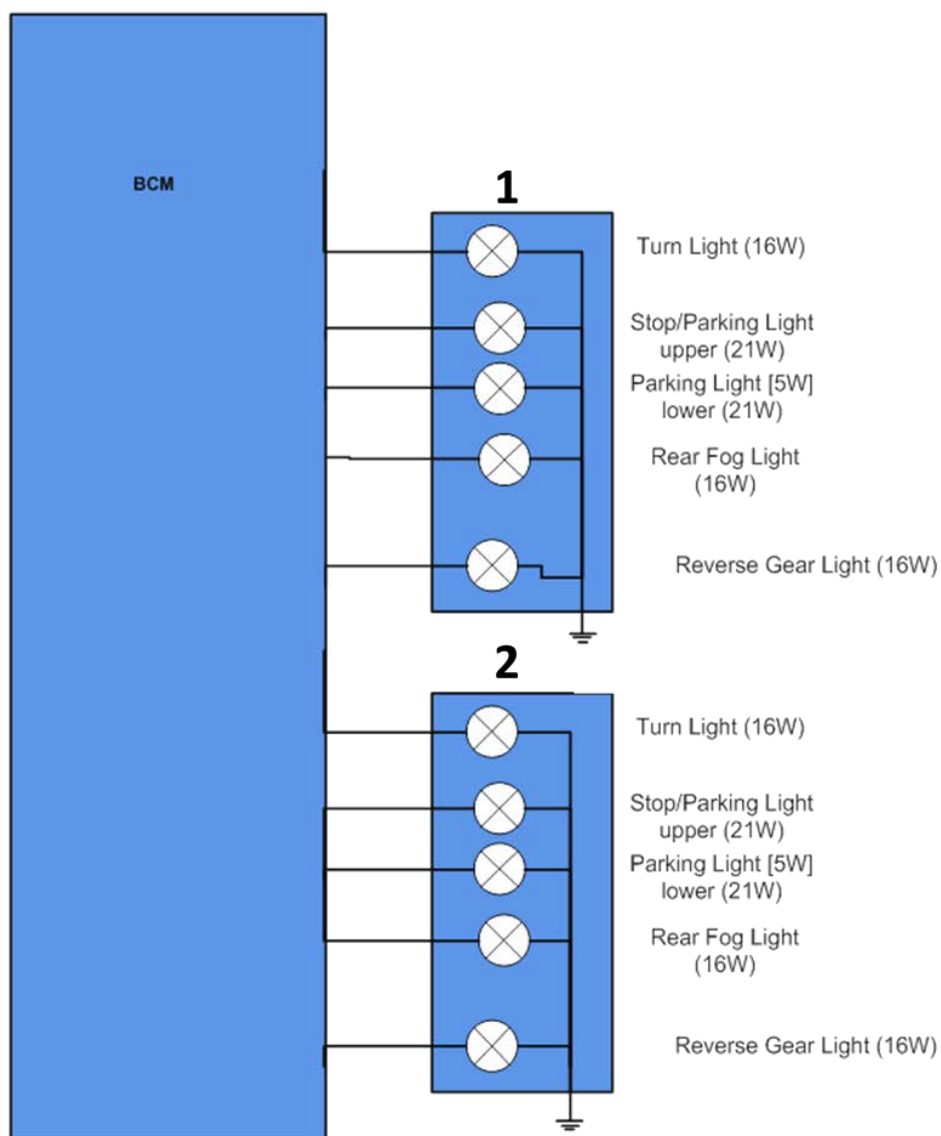 BCM
1
Turn Light (16W)
Stop/Parking Light
upper (21W)
Parking Light [5W]
lower (21W)
Rear Fog Light
(16W)
Reverse Gear Light (16W)
2
Turn Light (16W)
Stop/Parking Light
upper (21W)
Parking Light [5W]
lower (21W)
Rear Fog Light
(16W)
Reverse Gear Light (16W)